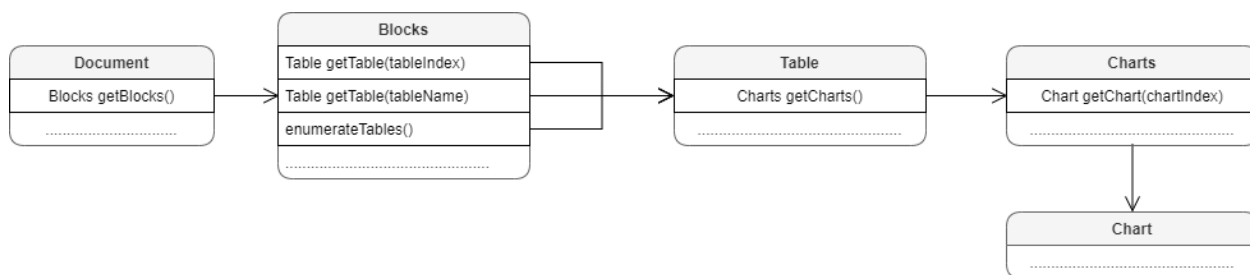 Document
Blocks getBlocks()
................................
Blocks
Table getTable(tableIndex)
Table getTable(tableName)
enumerateTables()
..................................................
Table
Charts getCharts()
..................................................
Charts
Chart getChart(chartIndex)
..................................................
Chart
..................................................